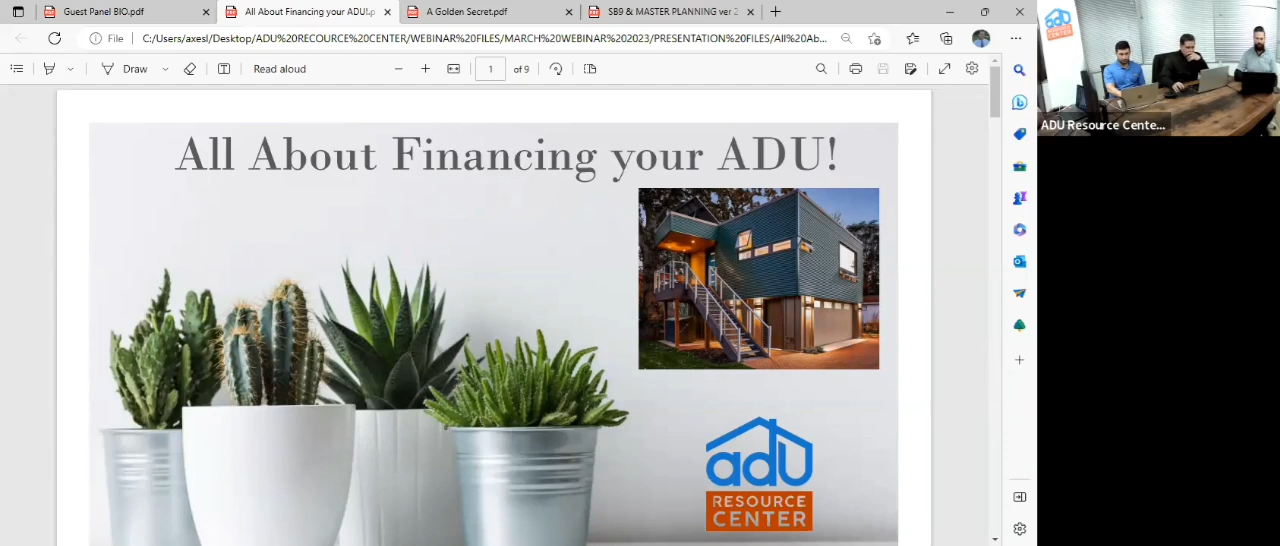 Guest Panel BIO.pdf
All About Financing your ADU!.p
A Golden Secret.pdf
SB9 & MASTER PLANNING ver 2
File
C:/Users/axesl/Desktop/ADU%20RECOURCE%20CENTER/WEBINAR%20FILES/MARCH%20WEBINAR%202023/PRESENTATION%20FILES/All%20Ab...
Draw
Read aloud
1
of 9
All About Financing your ADU!
adu
RESOURCE
CENTER
ADU Resource Cente...